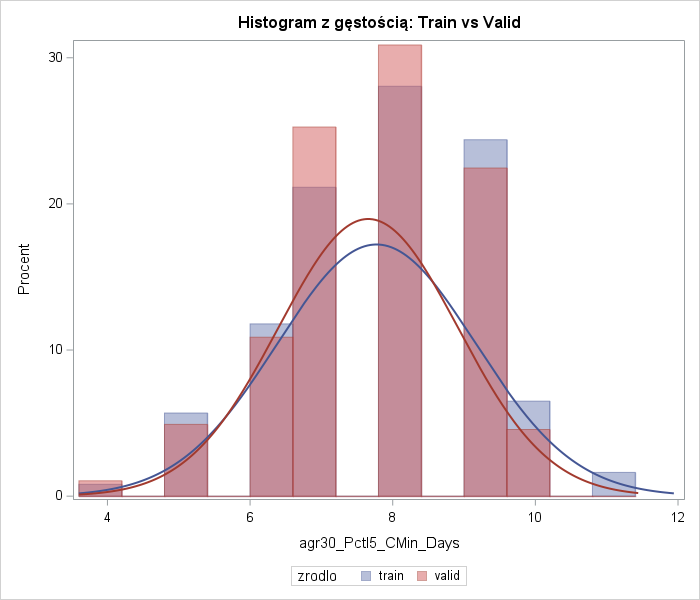 Histogram z gęstością: Train vs Valid
30
20
10
0
Procent
4 6 8 10 12
agr30_Pctl5_CMin_Days
zrodlo train valid